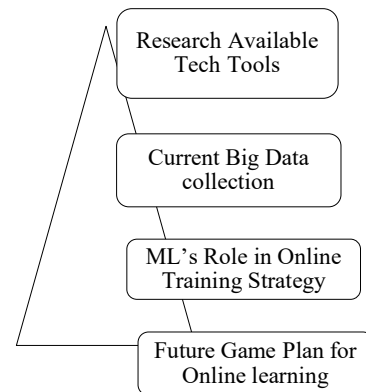 Research Available
Tech Tools
Current Big Data
collection
ML’s Role in Online
Training Strategy
Future Game Plan for
Online learning